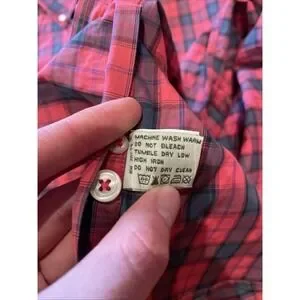 MACHINE WASH WARM
DO NOT BLEACH
TUMBLE DRY LOW
HIGH IRON
DO NOT DRY CLEAN